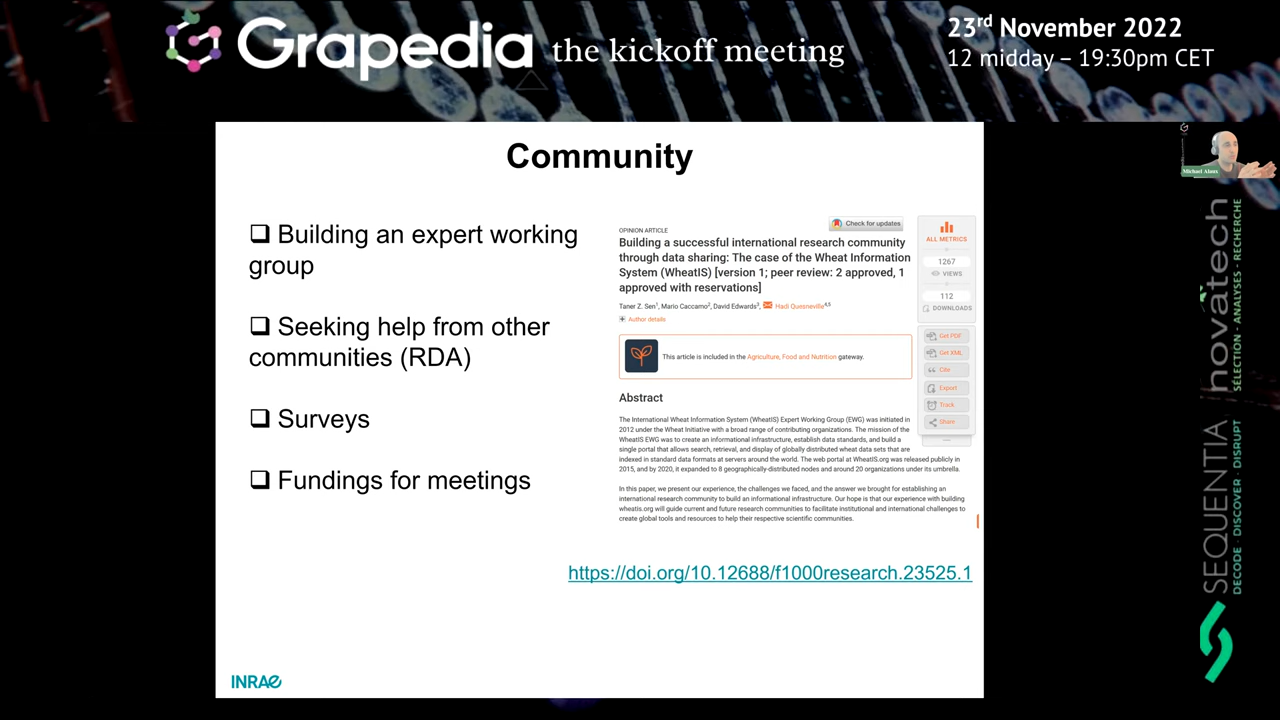 Grapedia the kickoff meeting
23rd November 2022
12 midday – 19:30pm CET
Community
❑ Building an expert working
group
❑ Seeking help from other
communities (RDA)
❑ Surveys
❑ Fundings for meetings
Check for updates
OPINION ARTICLE
Building a successful international research community
through data sharing: The case of the Wheat Information
System (WheatIS) [version 1; peer review: 2 approved, 1
approved with reservations]
Taner Z. Sen1, Mario Caccamo2, David Edwards3, Hadi Quesneville4,5
Author details
This article is included in the Agriculture, Food and Nutrition gateway.
Abstract
The International Wheat Information System (WheatIS) Expert Working Group (EWG) was initiated in
2012 under the Wheat Initiative with a broad range of contributing organizations. The mission of the
WheatIS EWG was to create an informational infrastructure, establish data standards, and build a
single portal that allows search, retrieval, and display of globally distributed wheat data sets that are
indexed in standard data formats at servers around the world. The web portal at WheatIS.org was released publicly in
2015, and by 2020, it expanded to 8 geographically-distributed nodes and around 20 organizations under its umbrella.
In this paper, we present our experience, the challenges we faced, and the answer we brought for establishing an
international research community to build an informational infrastructure. Our hope is that our experience with building
wheatis.org will guide current and future research communities to facilitate institutional and international challenges to
create global tools and resources to help their respective scientific communities.
ALL METRICS
1267
VIEWS
112
DOWNLOADS
Get PDF
Get XML
Cite
Export
Track
Share
https://doi.org/10.12688/f1000research.23525.1
INRAE
Michael Alaux
novatech
SÉLECTION - ANALYSES - RECHERCHE
SEQUENTIA
DECODE · DISCOVER · DISRUPT